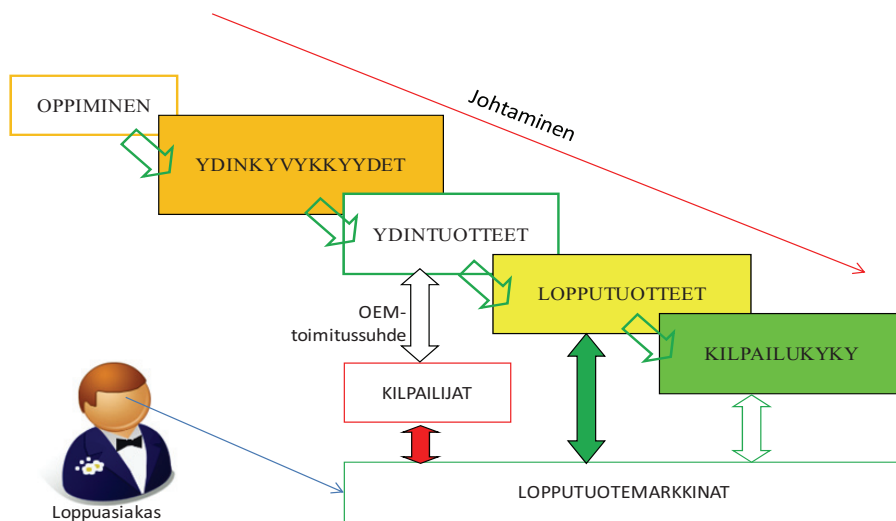 OPPIMINEN
Johtaminen
YDINKYVYKKYYDET
YDINTUOTTEET
LOPPUTUOTTEET
OEM-
toimitussuhde
KILPAILUKYKY
KILPAILIJAT
LOPPUTUOTEMARKKINAT
Loppuasiakas